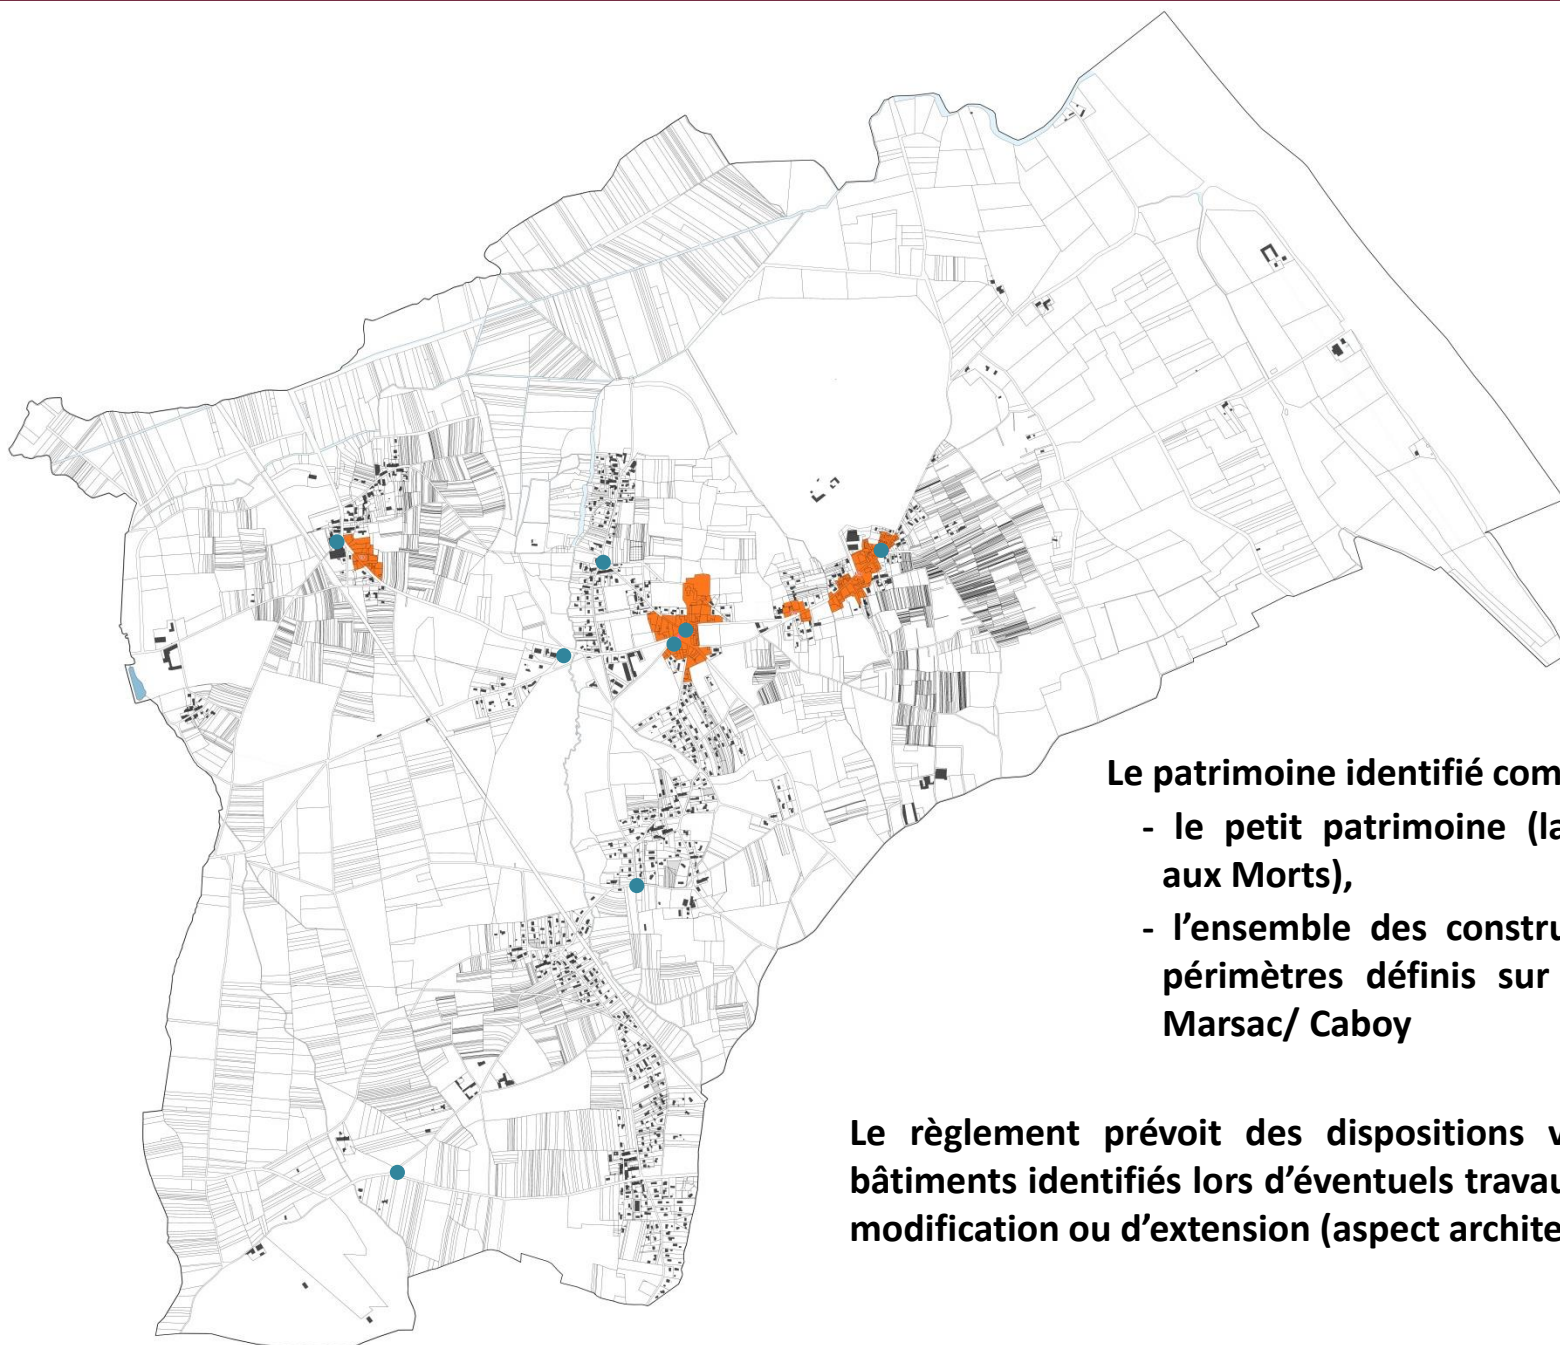 Le patrimoine identifié com
- le petit patrimoine (la
aux Morts),
- l’ensemble des constru
périmètres définis sur
Marsac/ Caboy
Le règlement prévoit des dispositions v
bâtiments identifiés lors d’éventuels travau
modification ou d’extension (aspect archite